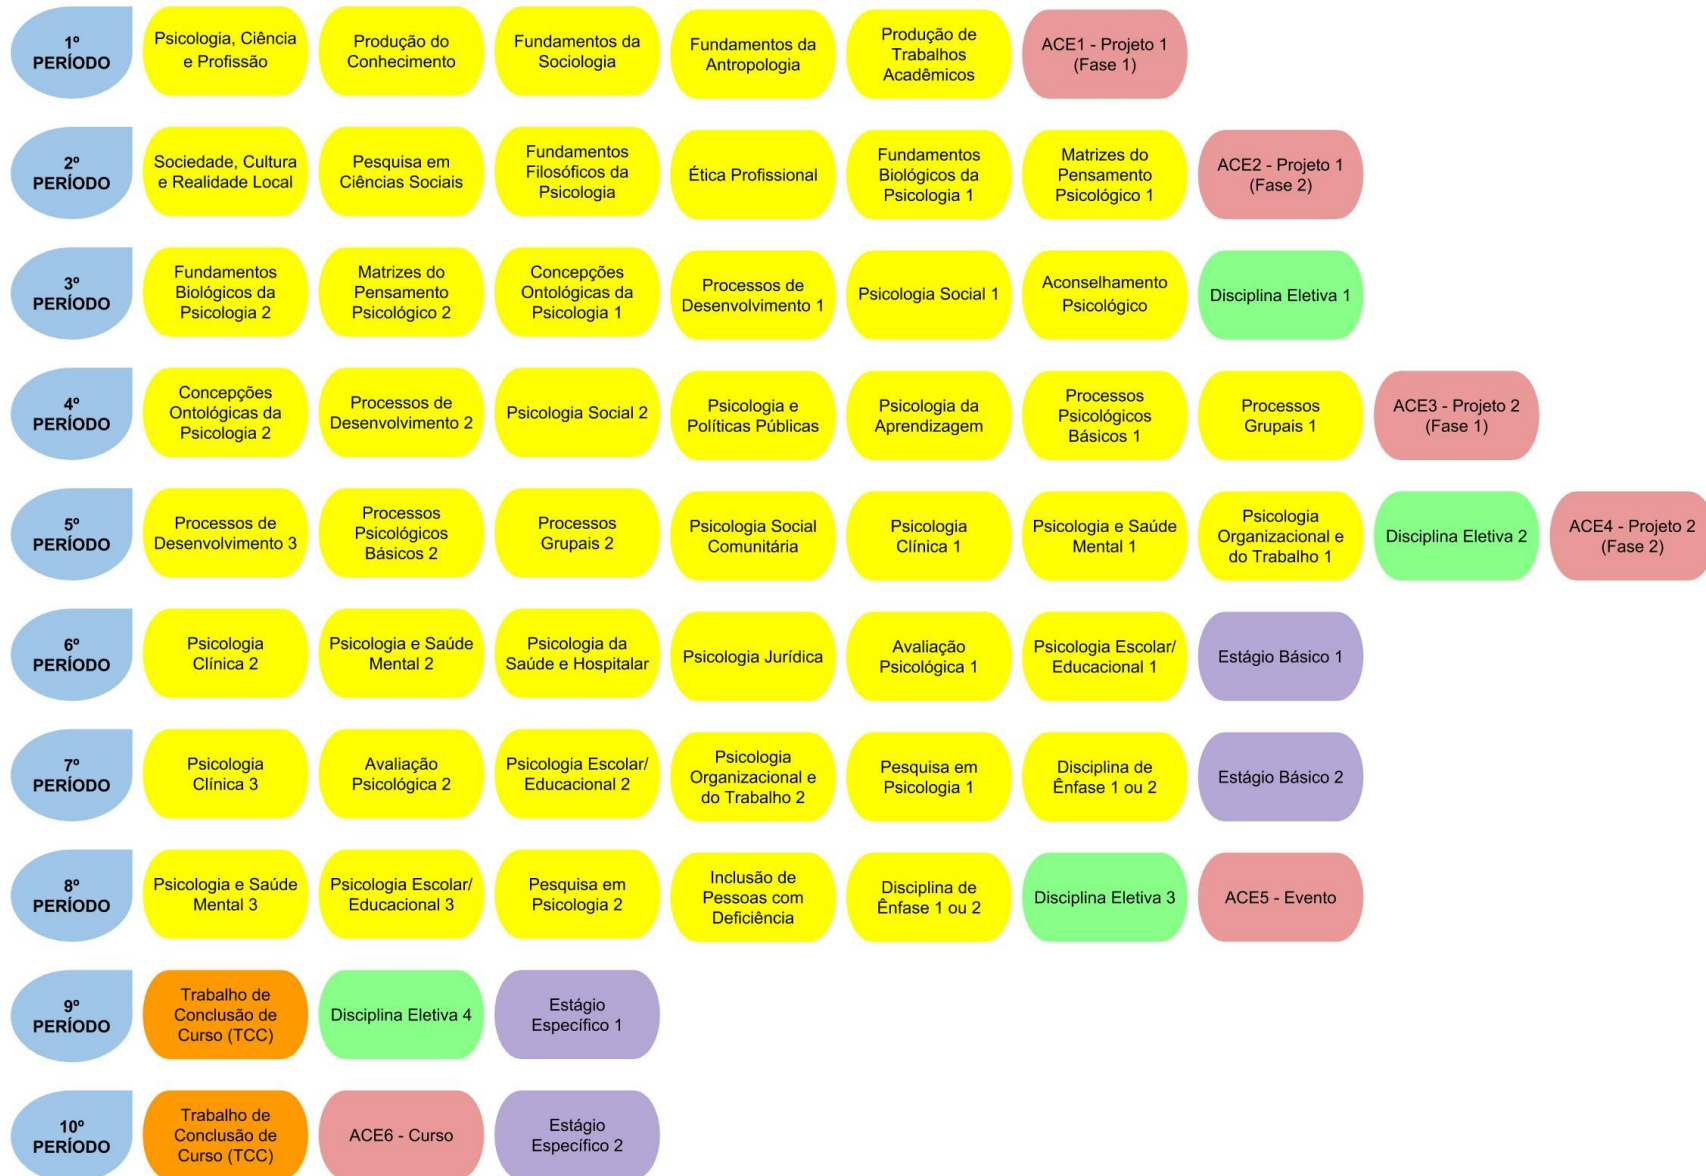 1º
PERÍODO
Psicologia, Ciência
e Profissão
Produção do
Conhecimento
Fundamentos da
Sociologia
Fundamentos da
Antropologia
Produção de
Trabalhos
Acadêmicos
ACE1 - Projeto 1
(Fase 1)
2º
PERÍODO
Sociedade, Cultura
e Realidade Local
Pesquisa em
Ciências Sociais
Fundamentos
Filosóficos da
Psicologia
Ética Profissional
Fundamentos
Biológicos da
Psicologia 1
Matrizes do
Pensamento
Psicológico 1
ACE2 - Projeto 1
(Fase 2)
3º
PERÍODO
Fundamentos
Biológicos da
Psicologia 2
Matrizes do
Pensamento
Psicológico 2
Concepções
Ontológicas da
Psicologia 1
Processos de
Desenvolvimento 1
Psicologia Social 1
Aconselhamento
Psicológico
Disciplina Eletiva 1
4º
PERÍODO
Concepções
Ontológicas da
Psicologia 2
Processos de
Desenvolvimento 2
Psicologia Social 2
Psicologia e
Políticas Públicas
Psicologia da
Aprendizagem
Processos
Psicológicos
Básicos 1
Processos
Grupais 1
ACE3 - Projeto 2
(Fase 1)
5º
PERÍODO
Processos de
Desenvolvimento 3
Processos
Psicológicos
Básicos 2
Processos
Grupais 2
Psicologia Social
Comunitária
Psicologia
Clínica 1
Psicologia e Saúde
Mental 1
Psicologia
Organizacional e
do Trabalho 1
Disciplina Eletiva 2
ACE4 - Projeto 2
(Fase 2)
6º
PERÍODO
Psicologia
Clínica 2
Psicologia e Saúde
Mental 2
Psicologia da
Saúde e Hospitalar
Psicologia Jurídica
Avaliação
Psicológica 1
Psicologia Escolar/
Educacional 1
Estágio Básico 1
7º
PERÍODO
Psicologia
Clínica 3
Avaliação
Psicológica 2
Psicologia Escolar/
Educacional 2
Psicologia
Organizacional e
do Trabalho 2
Pesquisa em
Psicologia 1
Disciplina de
Ênfase 1 ou 2
Estágio Básico 2
8º
PERÍODO
Psicologia e Saúde
Mental 3
Psicologia Escolar/
Educacional 3
Pesquisa em
Psicologia 2
Inclusão de
Pessoas com
Deficiência
Disciplina de
Ênfase 1 ou 2
Disciplina Eletiva 3
ACE5 - Evento
9º
PERÍODO
Trabalho de
Conclusão de
Curso (TCC)
Disciplina Eletiva 4
Estágio
Específico 1
10º
PERÍODO
Trabalho de
Conclusão de
Curso (TCC)
ACE6 - Curso
Estágio
Específico 2